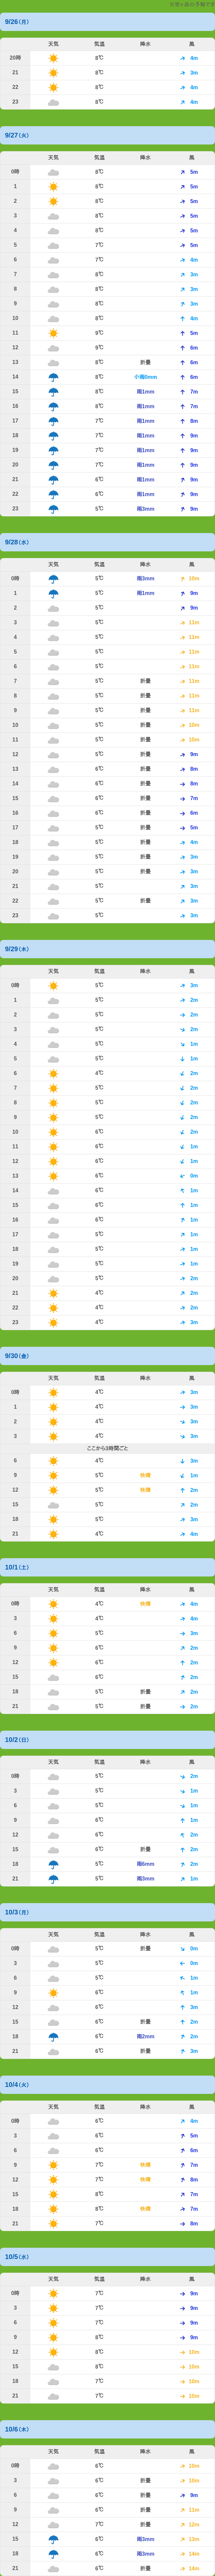 9/26(月)
天気 気温 降水 風
20時 8℃ 4m
21 8℃ 3m
22 8℃ 4m
23 8℃ 4m
9/27(火)
天気 気温 降水 風
0時 8℃ 5m
1 8℃ 5m
2 8℃ 5m
3 8℃ 5m
4 8℃ 5m
5 7℃ 5m
6 7℃ 4m
7 8℃ 3m
8 8℃ 3m
9 8℃ 3m
10 8℃ 4m
11 9℃ 5m
12 9℃ 6m
13 8℃ 折畳 6m
14 8℃ 小雨0mm 6m
15 8℃ 雨1mm 7m
16 8℃ 雨1mm 7m
17 7℃ 雨1mm 8m
18 7℃ 雨1mm 9m
19 7℃ 雨1mm 9m
20 7℃ 雨1mm 9m
21 6℃ 雨1mm 9m
22 6℃ 雨1mm 9m
23 5℃ 雨3mm 9m
9/28(水)
天気 気温 降水 風
0時 5℃ 雨3mm 10m
1 5℃ 雨1mm 9m
2 5℃ 9m
3 5℃ 11m
4 5℃ 11m
5 5℃ 11m
6 5℃ 11m
7 5℃ 折畳 11m
8 5℃ 折畳 11m
9 5℃ 折畳 11m
10 5℃ 折畳 10m
11 5℃ 折畳 10m
12 5℃ 折畳 9m
13 6℃ 折畳 8m
14 6℃ 折畳 8m
15 6℃ 折畳 7m
16 6℃ 折畳 6m
17 5℃ 折畳 5m
18 5℃ 折畳 4m
19 5℃ 折畳 3m
20 5℃ 折畳 3m
21 5℃ 3m
22 5℃ 折畳 3m
23 5℃ 3m
9/29(木)
天気 気温 降水 風
0時 5℃ 3m
1 5℃ 2m
2 5℃ 2m
3 5℃ 2m
4 5℃ 1m
5 5℃ 1m
6 4℃ 2m
7 5℃ 2m
8 5℃ 2m
9 5℃ 2m
10 6℃ 2m
11 6℃ 1m
12 6℃ 1m
13 6℃ 0m
14 6℃ 1m
15 6℃ 1m
16 6℃ 1m
17 5℃ 1m
18 5℃ 1m
19 5℃ 1m
20 5℃ 2m
21 4℃ 2m
22 4℃ 2m
23 4℃ 3m
9/30(金)
天気 気温 降水 風
0時 4℃ 3m
1 4℃ 3m
2 4℃ 3m
3 4℃ 3m
ここから3時間ごと
6 4℃ 3m
9 5℃ 快晴 1m
12 6℃ 快晴 2m
15 5℃ 2m
18 5℃ 3m
21 4℃ 4m
10/1(土)
天気 気温 降水 風
0時 4℃ 快晴 4m
3 4℃ 4m
6 5℃ 3m
9 6℃ 2m
12 6℃ 2m
15 6℃ 2m
18 5℃ 折畳 2m
21 5℃ 折畳 2m
10/2(日)
天気 気温 降水 風
0時 5℃ 2m
3 5℃ 1m
6 5℃ 1m
9 6℃ 1m
12 6℃ 2m
15 6℃ 折畳 2m
18 5℃ 雨6mm 2m
21 5℃ 雨3mm 1m
10/3(月)
天気 気温 降水 風
0時 5℃ 折畳 0m
3 5℃ 0m
6 5℃ 1m
9 6℃ 1m
12 6℃ 3m
15 6℃ 折畳 2m
18 6℃ 雨2mm 2m
21 6℃ 折畳 3m
10/4(火)
天気 気温 降水 風
0時 6℃ 4m
3 6℃ 5m
6 6℃ 6m
9 7℃ 快晴 7m
12 7℃ 快晴 8m
15 8℃ 7m
18 8℃ 快晴 7m
21 7℃ 8m
10/5(水)
天気 気温 降水 風
0時 7℃ 9m
3 7℃ 9m
6 7℃ 9m
9 8℃ 9m
12 8℃ 10m
15 8℃ 10m
18 7℃ 10m
21 7℃ 10m
10/6(木)
天気 気温 降水 風
0時 6℃ 10m
3 6℃ 折畳 10m
6 6℃ 折畳 9m
9 6℃ 折畳 11m
12 7℃ 折畳 12m
15 6℃ 雨3mm 13m
18 6℃ 雨3mm 14m
21 6℃ 折畳 14m